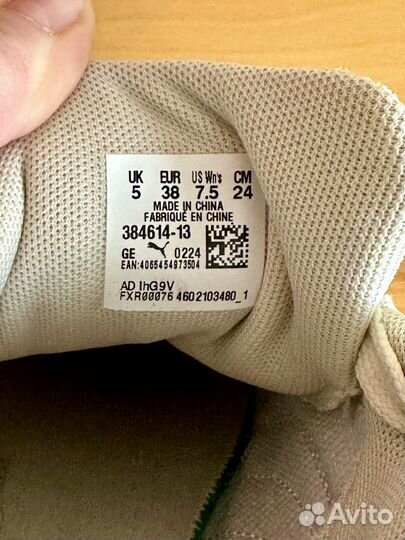 UK EUR US Wn's CM
5 38 7.5 24
MADE IN CHINA
FABRIQUÉ EN CHINE
384614-13
GE 0224
EAN:4065454973504
AD IhG9V
FXR00076 4602103480_1
Avito